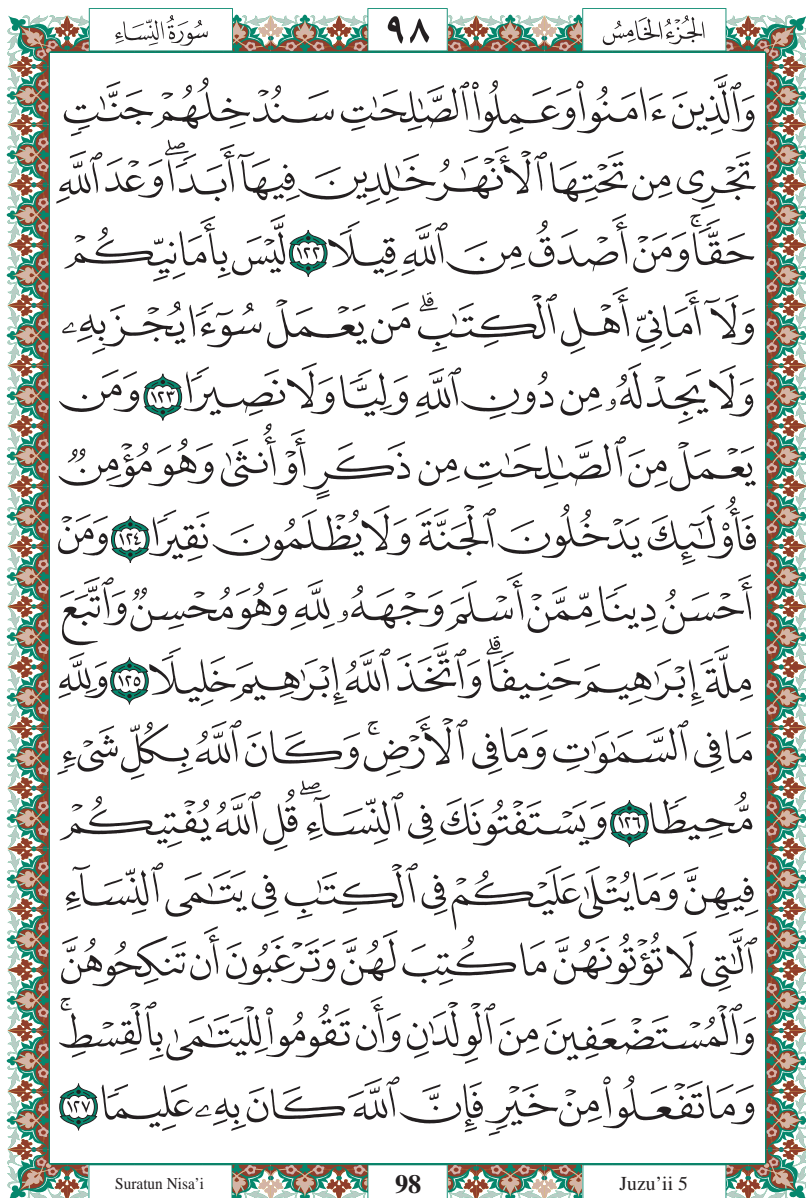 سُورَةُ النِّسَاءِ ٩٨ الجُزْءُ الخَامِسُ
وَٱلَّذِينَ ءَامَنُوا۟ وَعَمِلُوا۟ ٱلصَّٰلِحَٰتِ سَنُدْخِلُهُمْ جَنَّٰتٍ
تَجْرِى مِن تَحْتِهَا ٱلْأَنْهَٰرُ خَٰلِدِينَ فِيهَآ أَبَدًا ۖ وَعْدَ ٱللَّهِ
حَقًّا ۚ وَمَنْ أَصْدَقُ مِنَ ٱللَّهِ قِيلًا ١٢٢ لَّيْسَ بِأَمَانِيِّكُمْ
وَلَآ أَمَانِىِّ أَهْلِ ٱلْكِتَٰبِ ۗ مَن يَعْمَلْ سُوٓءًا يُجْزَ بِهِۦ
وَلَا يَجِدْ لَهُۥ مِن دُونِ ٱللَّهِ وَلِيًّا وَلَا نَصِيرًا ١٢٣ وَمَن
يَعْمَلْ مِنَ ٱلصَّٰلِحَٰتِ مِن ذَكَرٍ أَوْ أُنثَىٰ وَهُوَ مُؤْمِنٌ
فَأُو۟لَٰٓئِكَ يَدْخُلُونَ ٱلْجَنَّةَ وَلَا يُظْلَمُونَ نَقِيرًا ١٢٤ وَمَنْ
أَحْسَنُ دِينًا مِّمَّنْ أَسْلَمَ وَجْهَهُۥ لِلَّهِ وَهُوَ مُحْسِنٌ وَٱتَّبَعَ
مِلَّةَ إِبْرَٰهِيمَ حَنِيفًا ۗ وَٱتَّخَذَ ٱللَّهُ إِبْرَٰهِيمَ خَلِيلًا ١٢٥ وَلِلَّهِ
مَا فِى ٱلسَّمَٰوَٰتِ وَمَا فِى ٱلْأَرْضِ ۚ وَكَانَ ٱللَّهُ بِكُلِّ شَىْءٍ
مُّحِيطًا ١٢٦ وَيَسْتَفْتُونَكَ فِى ٱلنِّسَآءِ ۖ قُلِ ٱللَّهُ يُفْتِيكُمْ
فِيهِنَّ وَمَا يُتْلَىٰ عَلَيْكُمْ فِى ٱلْكِتَٰبِ فِى يَتَٰمَى ٱلنِّسَآءِ
ٱلَّٰتِى لَا تُؤْتُونَهُنَّ مَا كُتِبَ لَهُنَّ وَتَرْغَبُونَ أَن تَنكِحُوهُنَّ
وَٱلْمُسْتَضْعَفِينَ مِنَ ٱلْوِلْدَٰنِ وَأَن تَقُومُوا۟ لِلْيَتَٰمَىٰ بِٱلْقِسْطِ ۚ
وَمَا تَفْعَلُوا۟ مِنْ خَيْرٍ فَإِنَّ ٱللَّهَ كَانَ بِهِۦ عَلِيمًا ١٢٧
Suratun Nisa’i 98 Juzu’ii 5